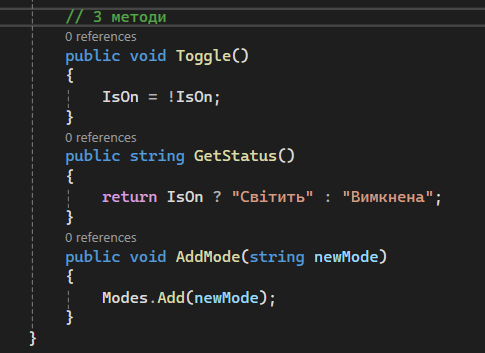 // 3 методи
0 references
public void Toggle()
{
IsOn = !IsOn;
}
0 references
public string GetStatus()
{
return IsOn ? "Світить" : "Вимкнена";
}
0 references
public void AddMode(string newMode)
{
Modes.Add(newMode);
}
}